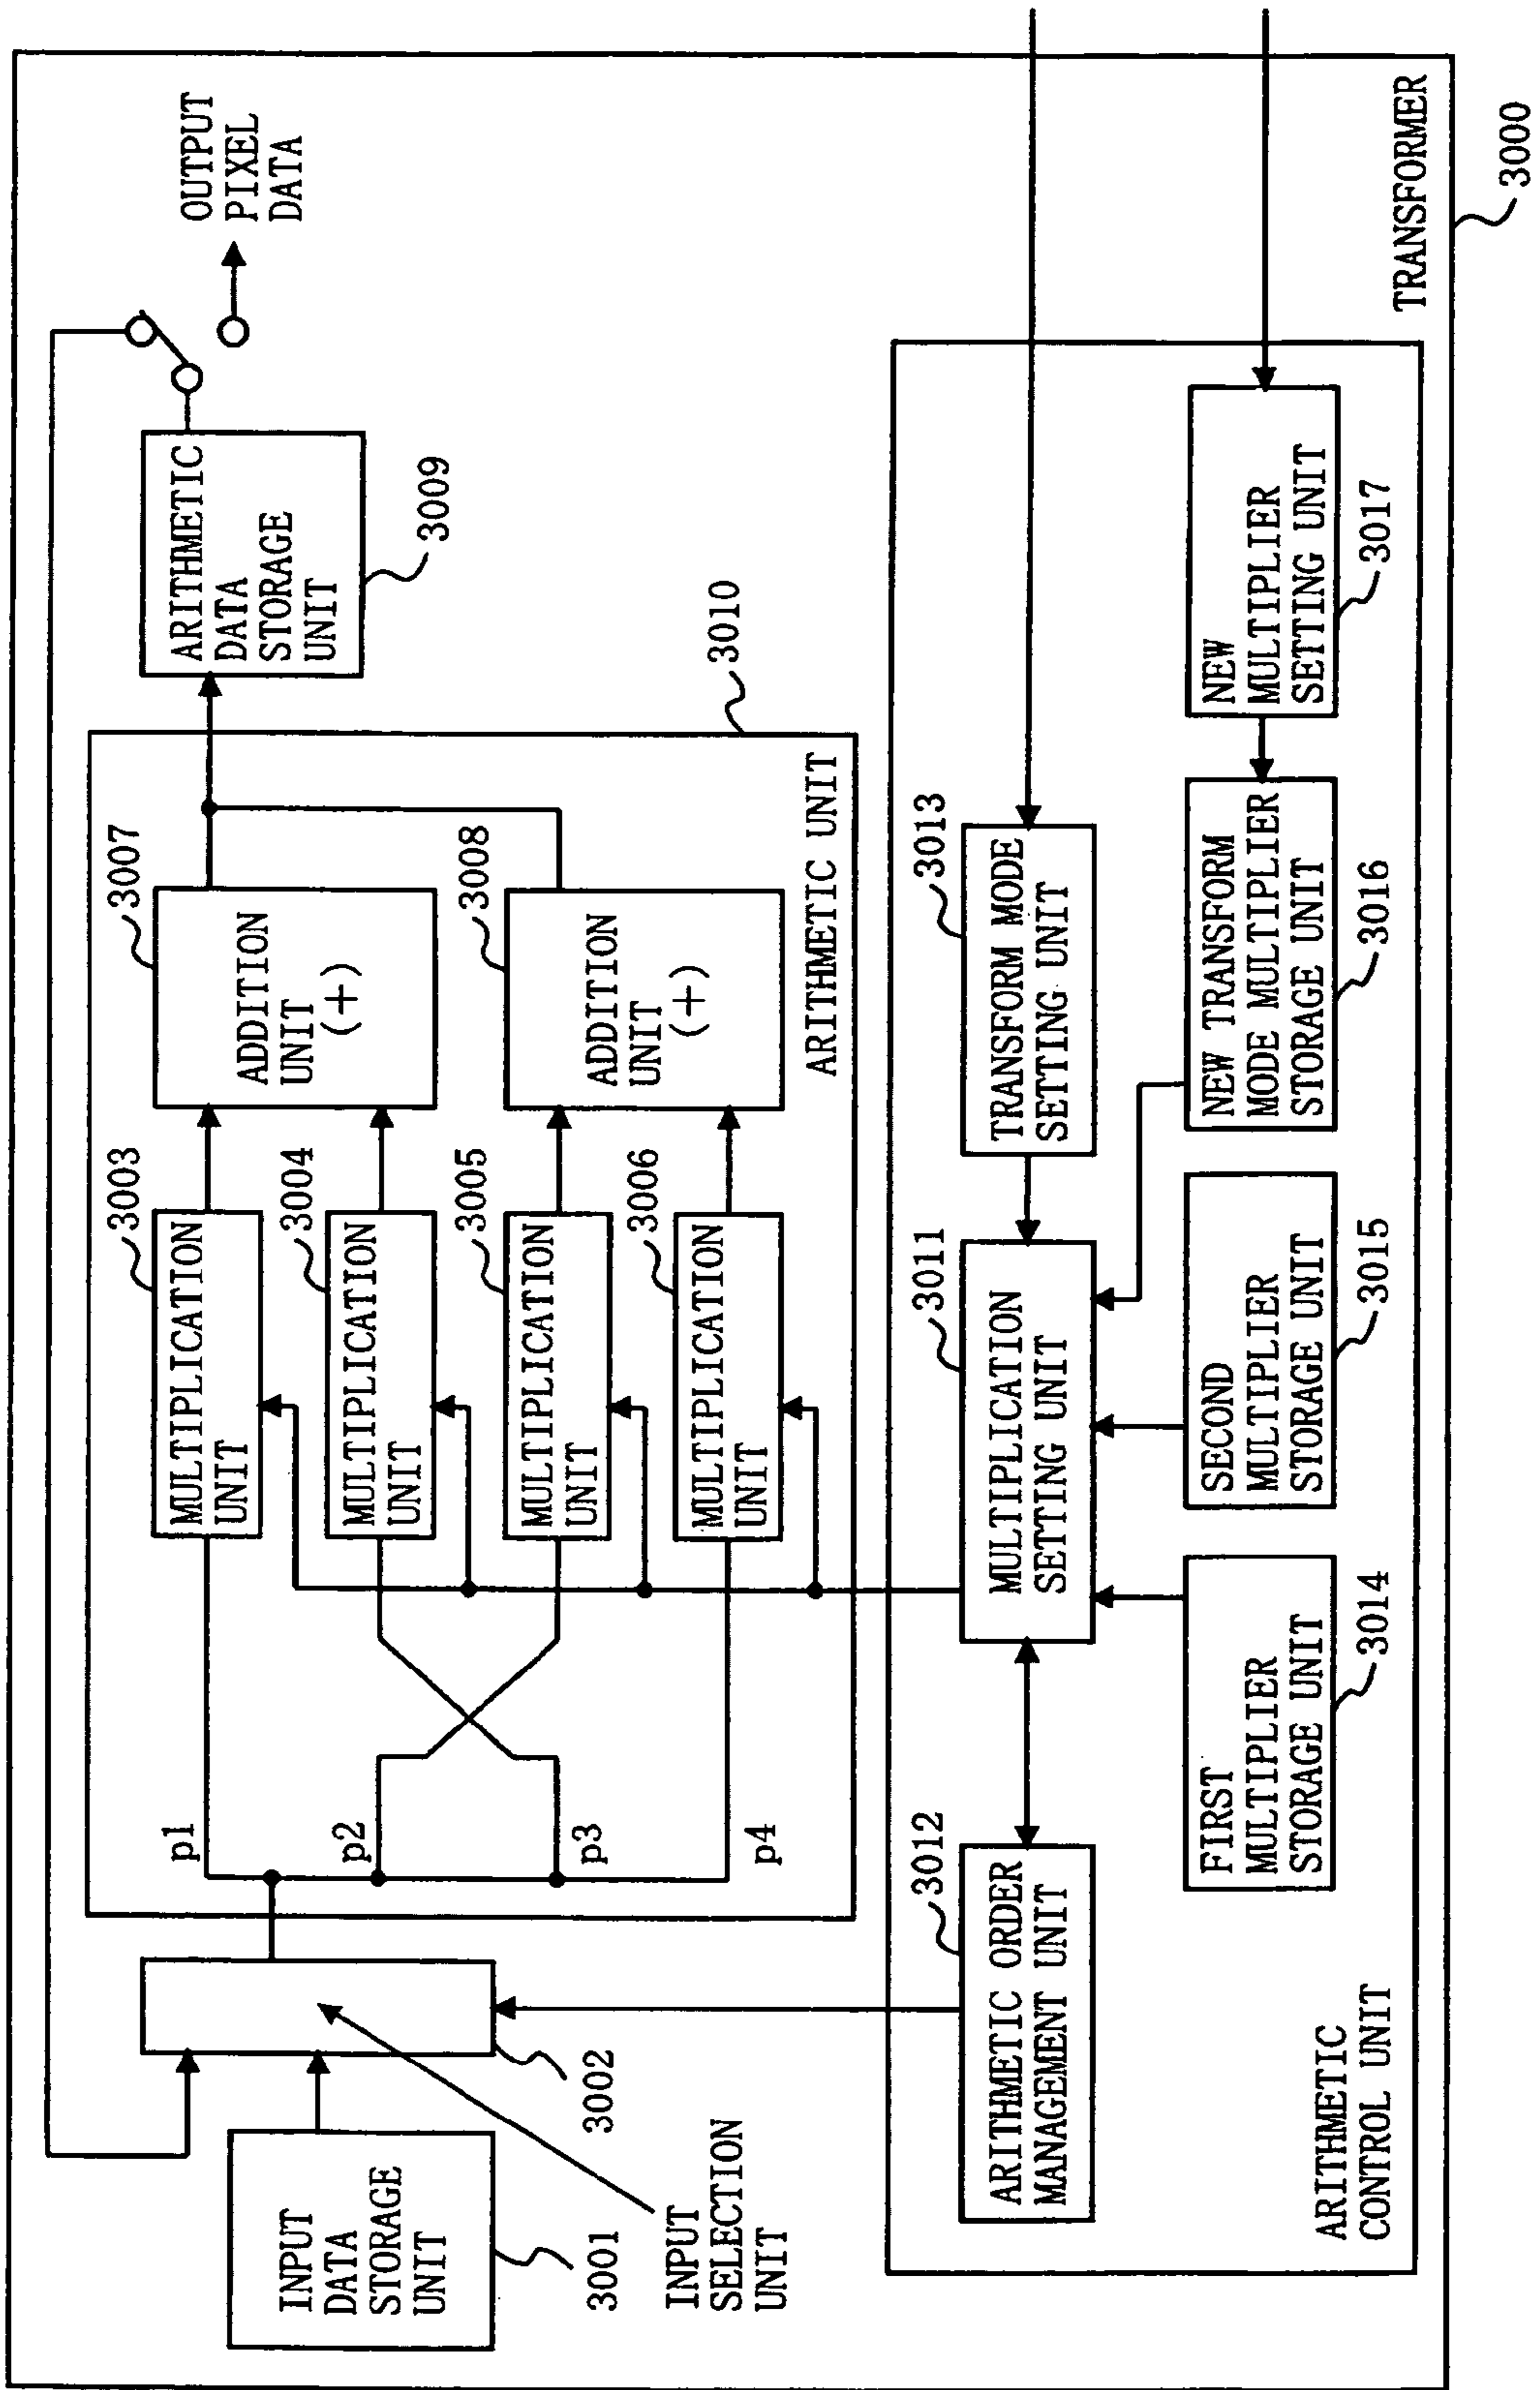 OUTPUT
PIXEL
DATA
ARITHMETIC
DATA
STORAGE
UNIT
3009
3010
3007
ADDITION
UNIT
(+)
3008
ADDITION
UNIT
(+)
ARITHMETIC UNIT
3003
MULTIPLICATION
UNIT
3004
MULTIPLICATION
UNIT
3005
MULTIPLICATION
UNIT
3006
MULTIPLICATION
UNIT
p1
p2
p3
p4
3002
INPUT
DATA
STORAGE
UNIT
3001
INPUT
SELECTION
UNIT
3012
ARITHMETIC ORDER
MANAGEMENT UNIT
3011
MULTIPLICATION
SETTING UNIT
3013
TRANSFORM MODE
SETTING UNIT
FIRST
MULTIPLIER
STORAGE UNIT
3014
SECOND
MULTIPLIER
STORAGE UNIT
3015
NEW TRANSFORM
MODE MULTIPLIER
STORAGE UNIT
3016
NEW
MULTIPLIER
SETTING UNIT
3017
ARITHMETIC
CONTROL UNIT
TRANSFORMER
3000